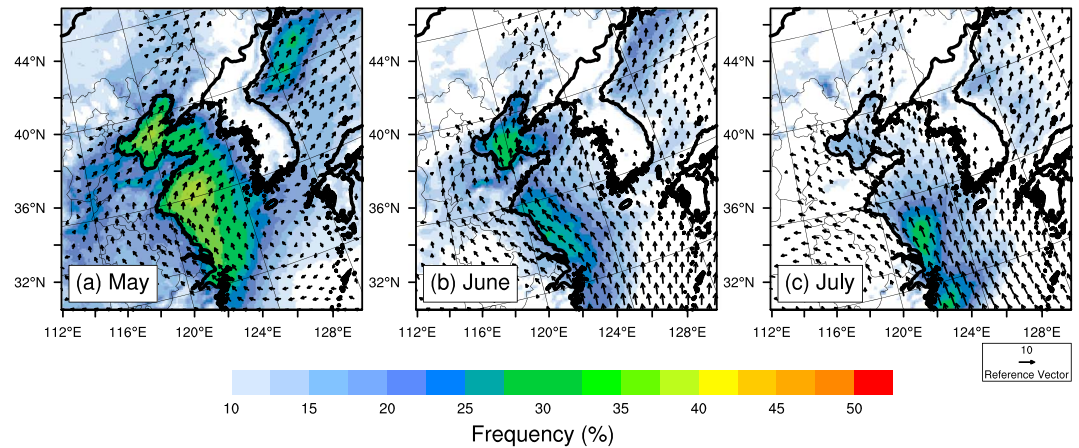 44°N
40°N
36°N
32°N
(a) May
112°E 116°E 120°E 124°E 128°E
44°N
40°N
36°N
32°N
(b) June
112°E 116°E 120°E 124°E 128°E
44°N
40°N
36°N
32°N
(c) July
112°E 116°E 120°E 124°E 128°E
10
Reference Vector
10 15 20 25 30 35 40 45 50
Frequency (%)